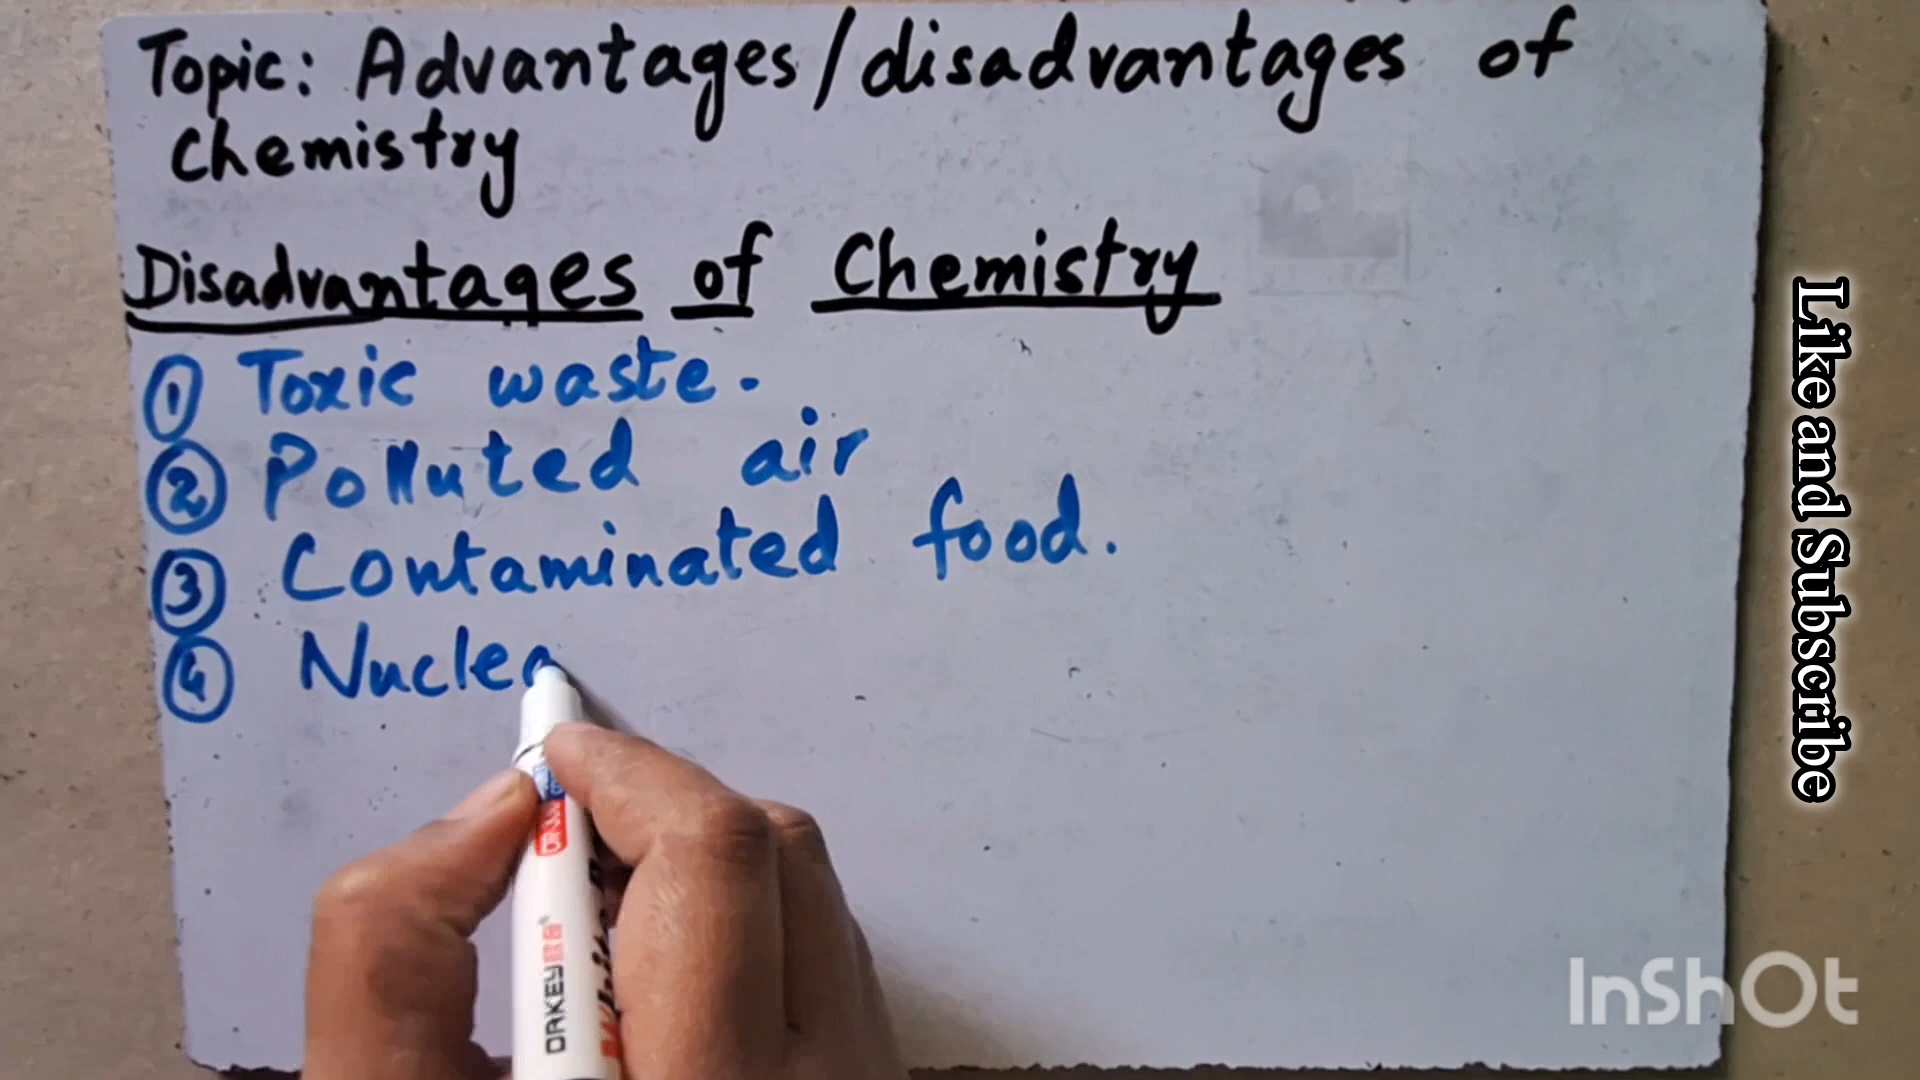 Topic: Advantages/disadvantages of
Chemistry
Disadvantages of Chemistry
① Toxic waste.
② Polluted air
③ Contaminated food.
④ Nuclea
ORKEY
Like and Subscribe
InShOt